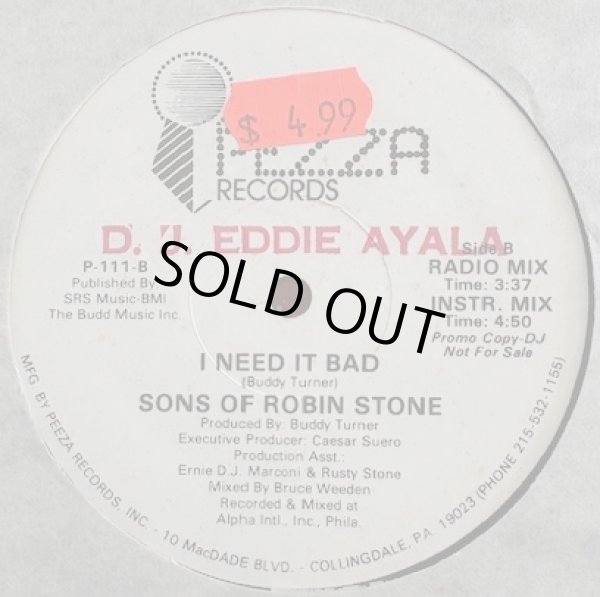 $ 4.99
PEEZA
RECORDS
D. J. EDDIE AYALA
P-111-B
Published By:
SRS Music-BMI
The Budd Music Inc.
Side B
RADIO MIX
Time: 3:37
INSTR. MIX
Time: 4:50
Promo Copy-DJ
Not For Sale
SOLD OUT
I NEED IT BAD
(Buddy Turner)
SONS OF ROBIN STONE
Produced By: Buddy Turner
Executive Producer: Caesar Suero
Production Asst.:
Ernie D.J. Marconi & Rusty Stone
Mixed By Bruce Weeden
Recorded & Mixed at
Alpha Intl., Inc., Phila.
MFG. BY PEEZA RECORDS, INC. - 10 MacDADE BLVD. - COLLINGDALE, PA. 19023 (PHONE 215-532-1155)